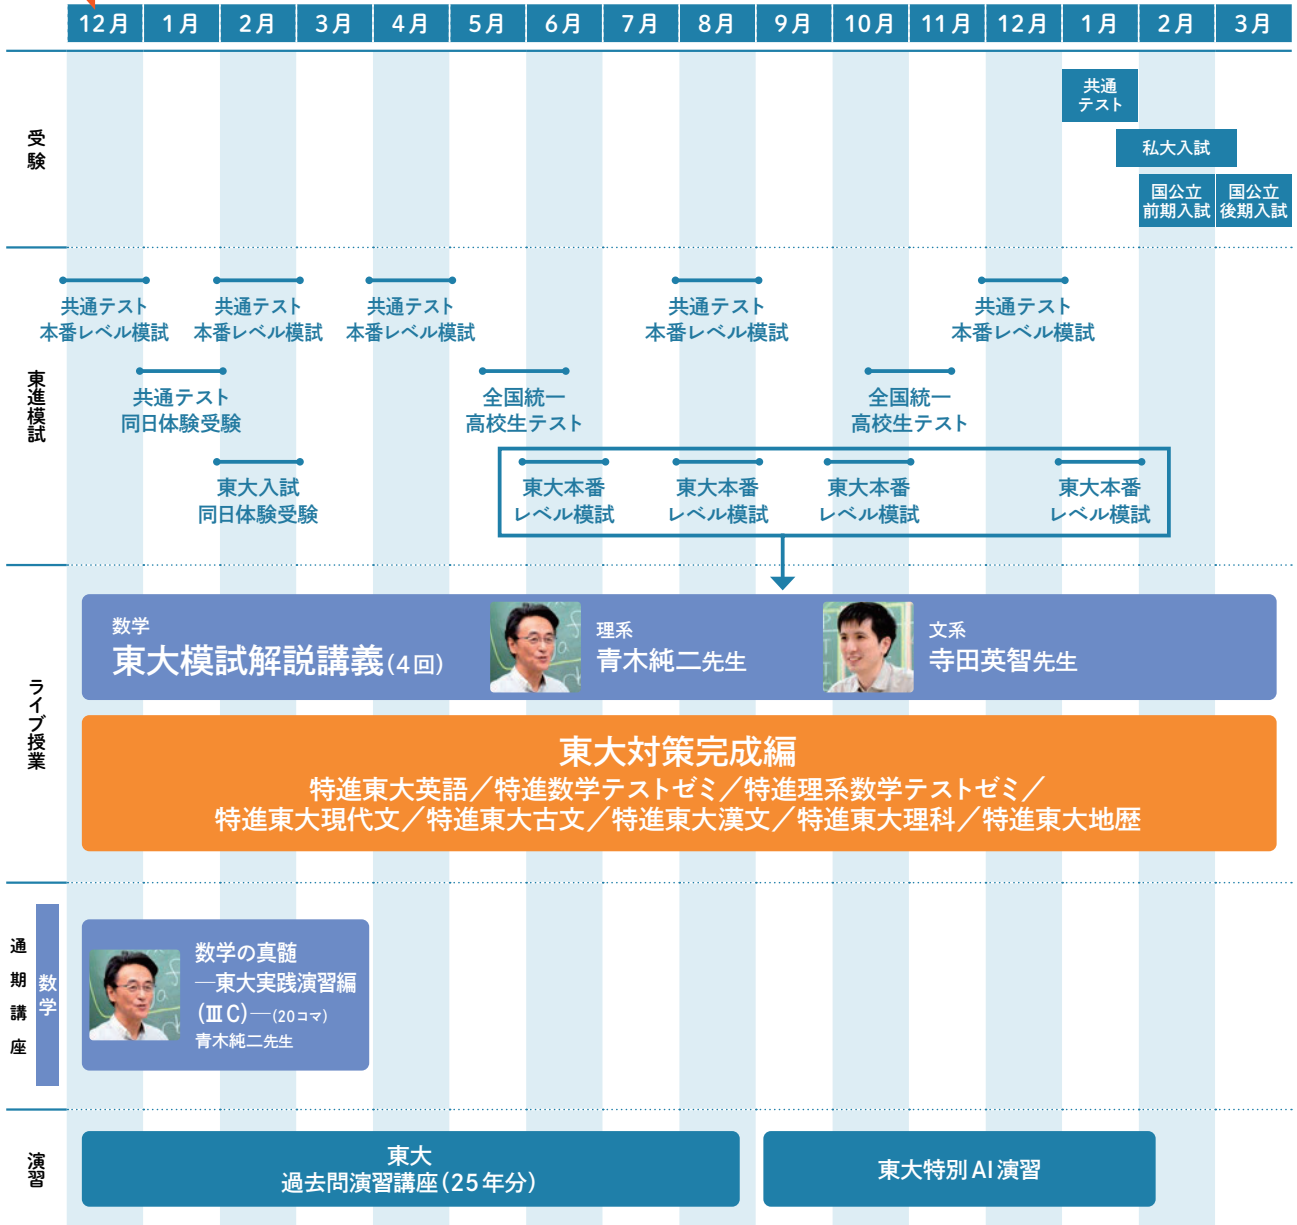 12月 1月 2月 3月 4月 5月 6月 7月 8月 9月 10月 11月 12月 1月 2月 3月
受験
共通
テスト
私大入試
国公立
前期入試
国公立
後期入試
東進模試
共通テスト
本番レベル模試
共通テスト
本番レベル模試
共通テスト
本番レベル模試
共通テスト
本番レベル模試
共通テスト
本番レベル模試
共通テスト
同日体験受験
全国統一
高校生テスト
全国統一
高校生テスト
東大入試
同日体験受験
東大本番
レベル模試
東大本番
レベル模試
東大本番
レベル模試
東大本番
レベル模試
ライブ授業
数学
東大模試解説講義(4回)
理系
青木純二先生
文系
寺田英智先生
東大対策完成編
特進東大英語／特進数学テストゼミ／特進理系数学テストゼミ／
特進東大現代文／特進東大古文／特進東大漢文／特進東大理科／特進東大地歴
通期講座
数学
数学の真髄
―東大実践演習編
(ⅢC)―(20コマ)
青木純二先生
演習
東大
過去問演習講座(25年分)
東大特別AI演習